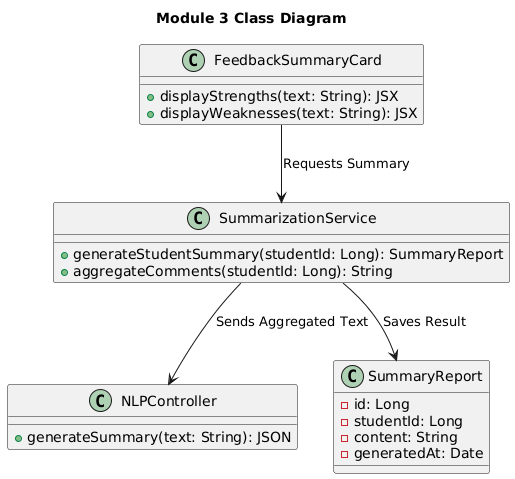 Module 3 Class Diagram
C FeedbackSummaryCard
displayStrengths(text: String): JSX
displayWeaknesses(text: String): JSX
Requests Summary
C SummarizationService
generateStudentSummary(studentId: Long): SummaryReport
aggregateComments(studentId: Long): String
Sends Aggregated Text
Saves Result
C NLPController
generateSummary(text: String): JSON
C SummaryReport
id: Long
studentId: Long
content: String
generatedAt: Date